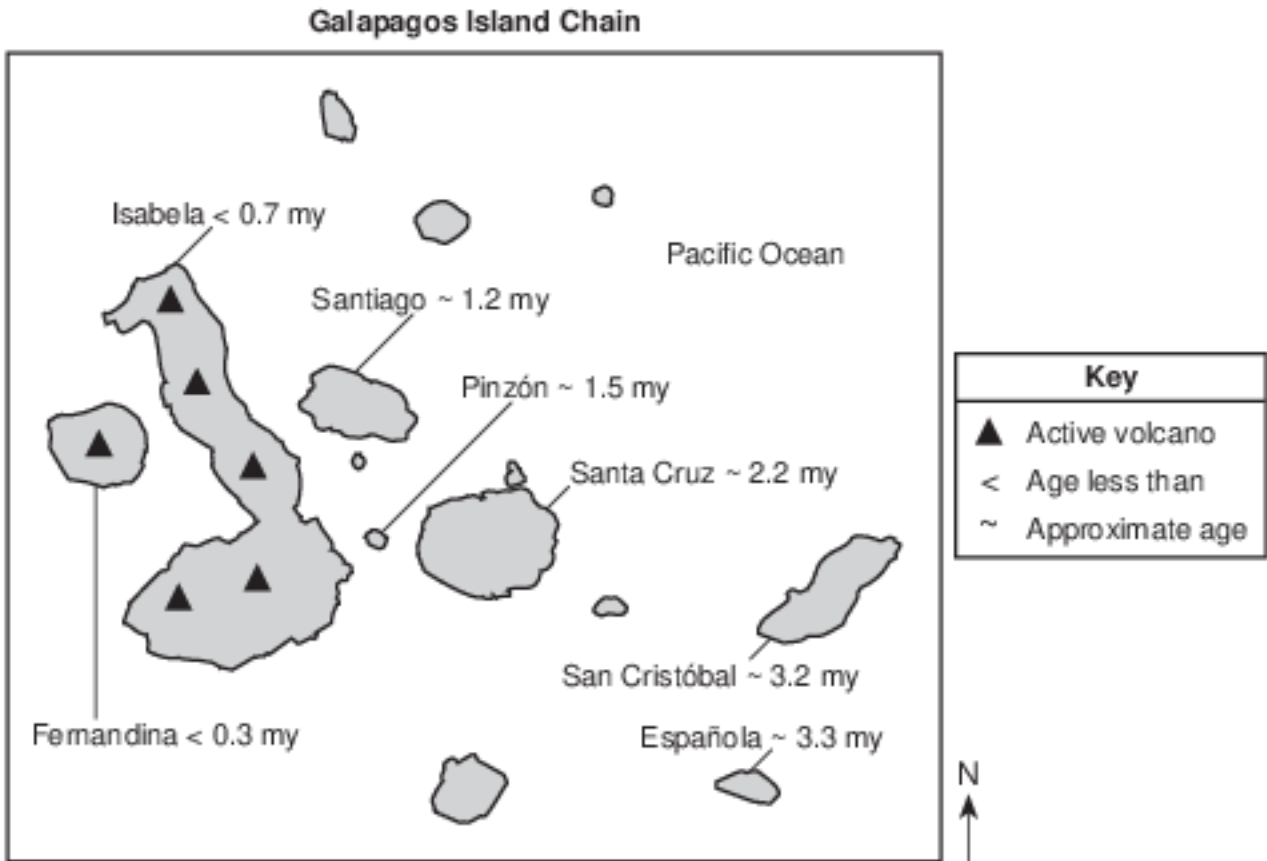 Galapagos Island Chain
Isabela < 0.7 my
Pacific Ocean
Santiago ~ 1.2 my
Pinzón ~ 1.5 my
Santa Cruz ~ 2.2 my
San Cristóbal ~ 3.2 my
Fernandina < 0.3 my
Española ~ 3.3 my
Key
Active volcano
< Age less than
~ Approximate age
N